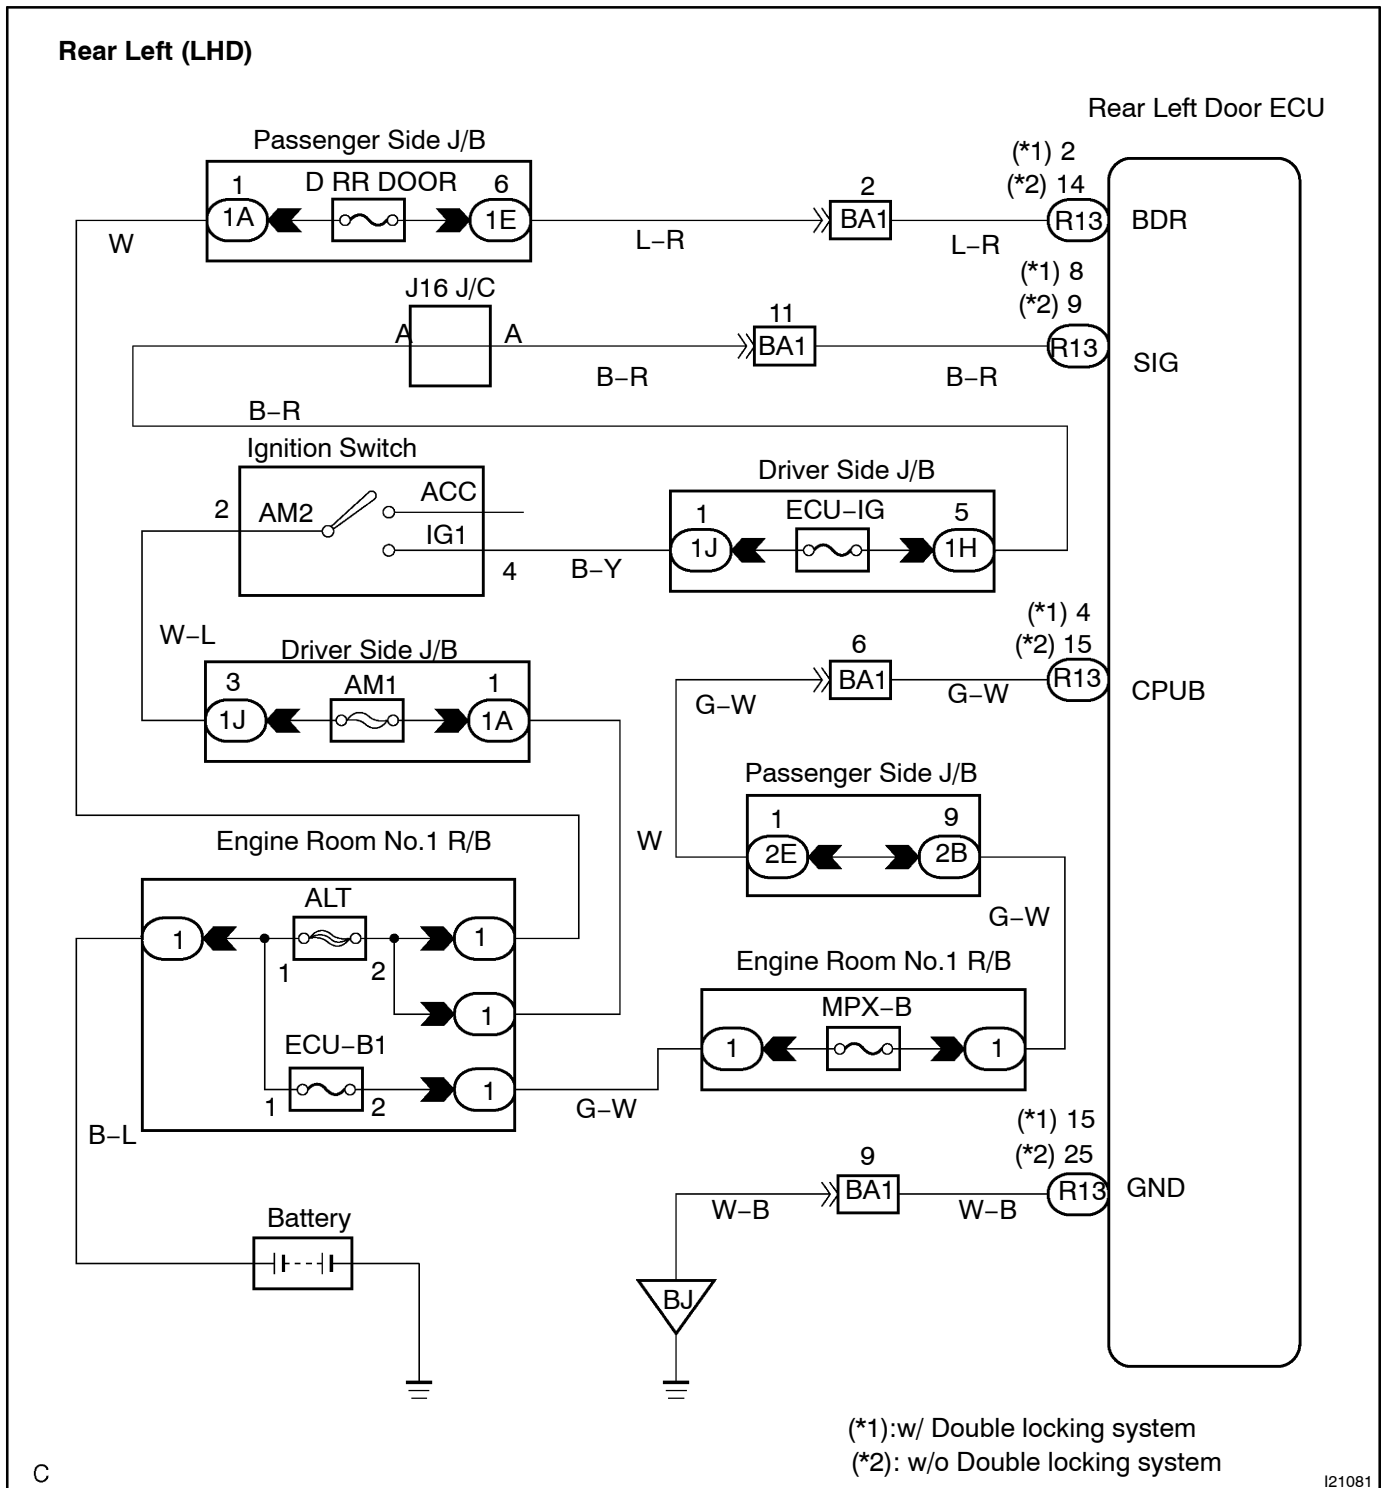 Rear Left (LHD)
Rear Left Door ECU
Passenger Side J/B
(*1) 2
1 D RR DOOR 6
2
(*2) 14
1A 1E
BA1
R13
BDR
W
L–R
L–R
(*1) 8
J16 J/C
(*2) 9
11
A A
BA1
R13
SIG
B–R
B–R
B–R
Ignition Switch
Driver Side J/B
2
AM2
ACC
IG1
4
B–Y
1 ECU–IG 5
1J 1H
W–L
(*1) 4
Driver Side J/B
6
(*2) 15
3 AM1 1
BA1
R13
CPUB
G–W
G–W
1J 1A
Passenger Side J/B
Engine Room No.1 R/B
W
1 9
2E 2B
ALT
G–W
1 1
1 2
Engine Room No.1 R/B
1
MPX–B
ECU–B1
1 1
1 2
1
G–W
B–L
(*1) 15
9
(*2) 25
BA1
R13
GND
W–B
W–B
Battery
BJ
(*1):w/ Double locking system
(*2): w/o Double locking system
C
I21081